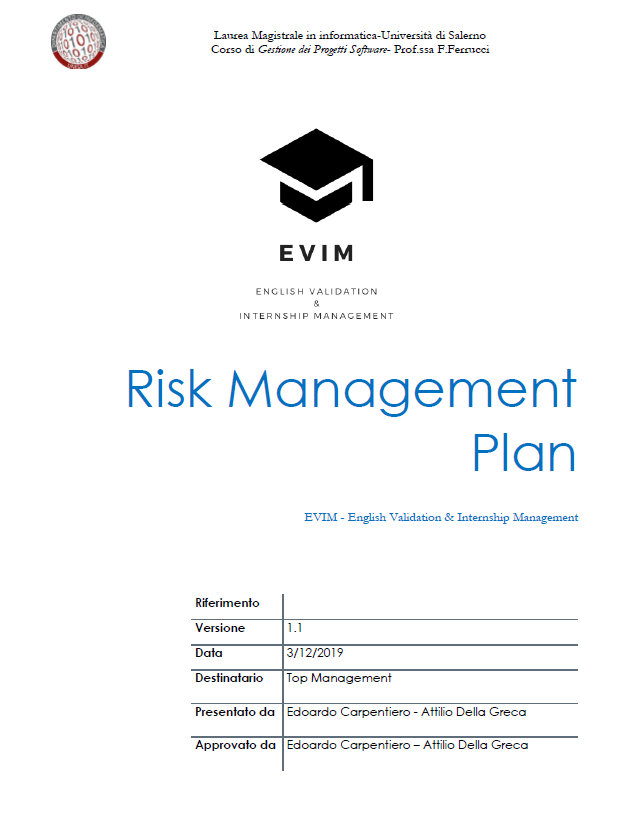 Laurea Magistrale in informatica-Università di Salerno
Corso di Gestione dei Progetti Software- Prof.ssa F.Ferrucci
EVIM
ENGLISH VALIDATION
&
INTERNSHIP MANAGEMENT
Risk Management
Plan
EVIM - English Validation & Internship Management
Riferimento
Versione 1.1
Data 3/12/2019
Destinatario Top Management
Presentato da Edoardo Carpentiero - Attilio Della Greca
Approvato da Edoardo Carpentiero – Attilio Della Greca